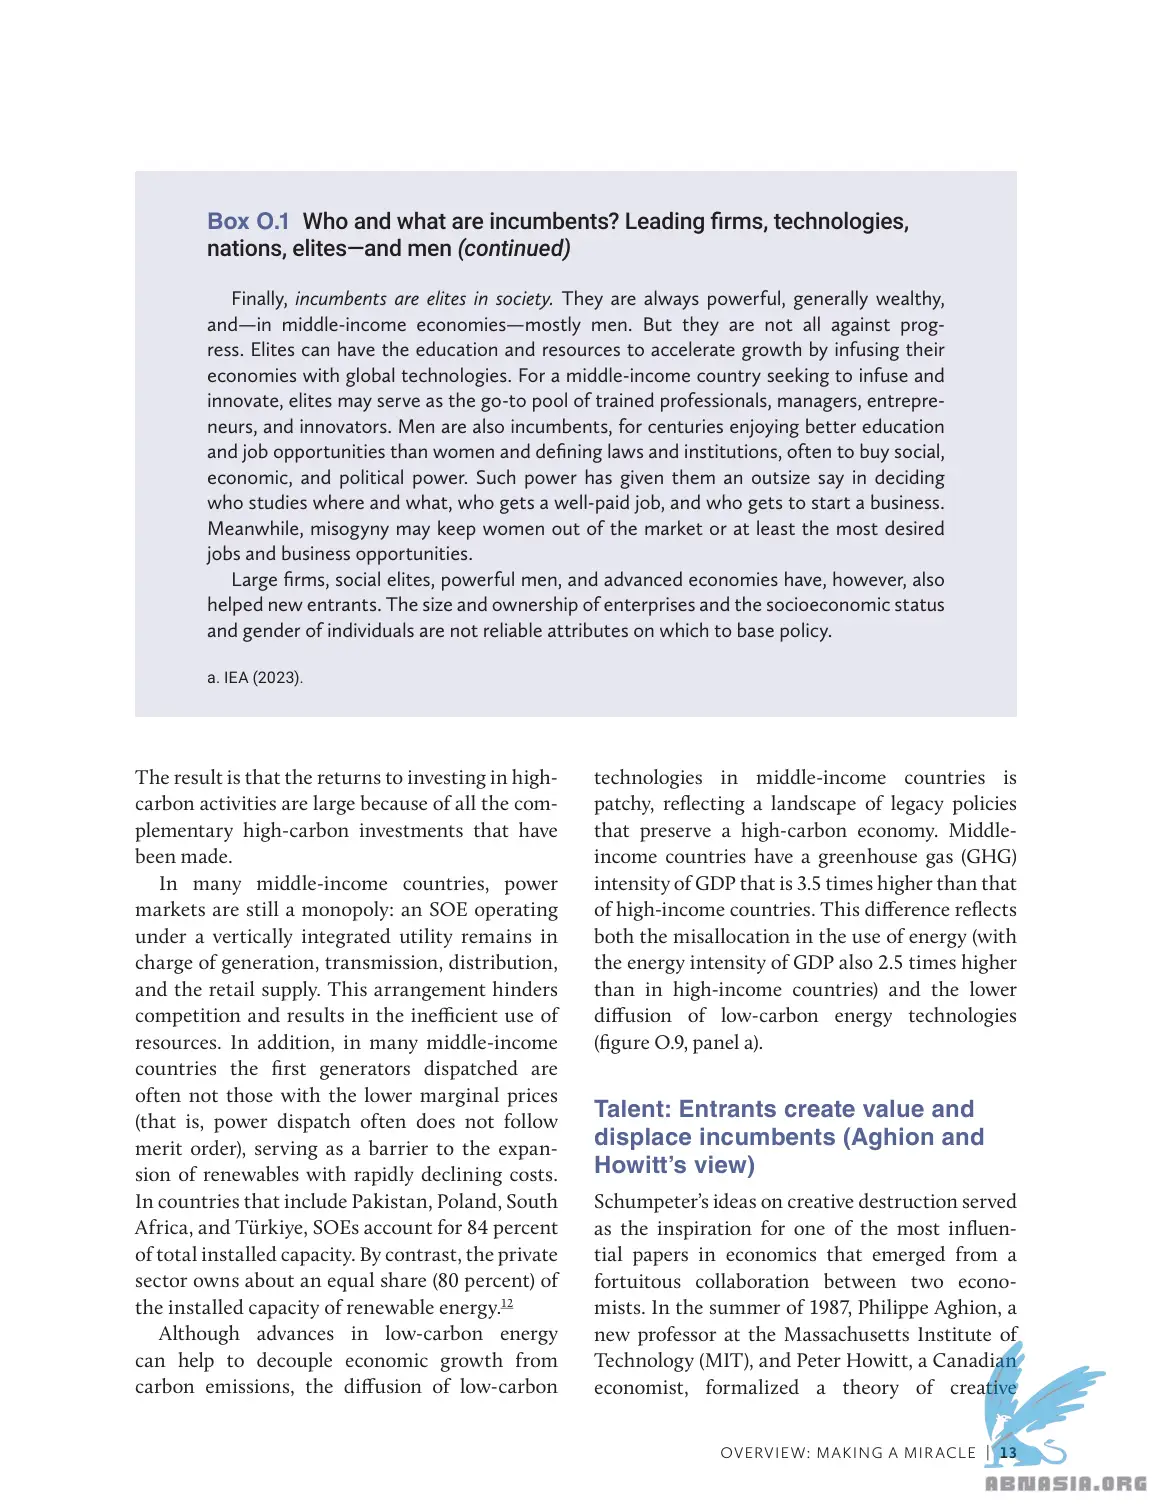 Box O.1 Who and what are incumbents? Leading firms, technologies,
nations, elites—and men (continued)
Finally, incumbents are elites in society. They are always powerful, generally wealthy,
and—in middle-income economies—mostly men. But they are not all against prog-
ress. Elites can have the education and resources to accelerate growth by infusing their
economies with global technologies. For a middle-income country seeking to infuse and
innovate, elites may serve as the go-to pool of trained professionals, managers, entrepre-
neurs, and innovators. Men are also incumbents, for centuries enjoying better education
and job opportunities than women and defining laws and institutions, often to buy social,
economic, and political power. Such power has given them an outsize say in deciding
who studies where and what, who gets a well-paid job, and who gets to start a business.
Meanwhile, misogyny may keep women out of the market or at least the most desired
jobs and business opportunities.
Large firms, social elites, powerful men, and advanced economies have, however, also
helped new entrants. The size and ownership of enterprises and the socioeconomic status
and gender of individuals are not reliable attributes on which to base policy.
a. IEA (2023).
The result is that the returns to investing in high-
carbon activities are large because of all the com-
plementary high-carbon investments that have
been made.
In many middle-income countries, power
markets are still a monopoly: an SOE operating
under a vertically integrated utility remains in
charge of generation, transmission, distribution,
and the retail supply. This arrangement hinders
competition and results in the inefficient use of
resources. In addition, in many middle-income
countries the first generators dispatched are
often not those with the lower marginal prices
(that is, power dispatch often does not follow
merit order), serving as a barrier to the expan-
sion of renewables with rapidly declining costs.
In countries that include Pakistan, Poland, South
Africa, and Türkiye, SOEs account for 84 percent
of total installed capacity. By contrast, the private
sector owns about an equal share (80 percent) of
the installed capacity of renewable energy.12
Although advances in low-carbon energy
can help to decouple economic growth from
carbon emissions, the diffusion of low-carbon
technologies in middle-income countries is
patchy, reflecting a landscape of legacy policies
that preserve a high-carbon economy. Middle-
income countries have a greenhouse gas (GHG)
intensity of GDP that is 3.5 times higher than that
of high-income countries. This difference reflects
both the misallocation in the use of energy (with
the energy intensity of GDP also 2.5 times higher
than in high-income countries) and the lower
diffusion of low-carbon energy technologies
(figure O.9, panel a).
Talent: Entrants create value and
displace incumbents (Aghion and
Howitt's view)
Schumpeter's ideas on creative destruction served
as the inspiration for one of the most influen-
tial papers in economics that emerged from a
fortuitous collaboration between two econo-
mists. In the summer of 1987, Philippe Aghion, a
new professor at the Massachusetts Institute of
Technology (MIT), and Peter Howitt, a Canadian
economist, formalized a theory of creative
OVERVIEW: MAKING A MIRACLE | 13
ABNASIA.ORG